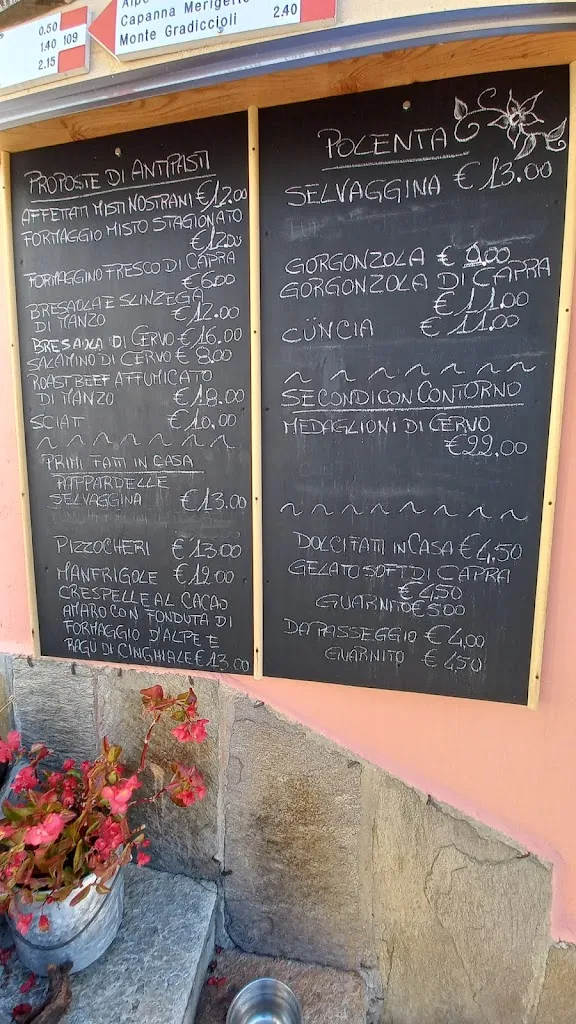 0.50
1.40 109
2.15
Capanna Merigett
Monte Gradiccioli 2.40
PROPOSTE DI ANTIPASTI
AFFETTATI MISTI NOSTRANI €12.00
FORMAGGIO MISTO STAGIONATO
€12.00
FORMAGGINO FRESCO DI CAPRA
€6.00
BRESAOLA E SLINZEGA
DI MANZO €12.00
BRESAOLA DI CERVO €16.00
SALAMINO DI CERVO €8,00
ROAST BEEF AFFUMICATO
DI MANZO €18.00
SCIATT €10,00
PRIMI FATTI IN CASA
PAPPARDELLE
SELVAGGINA €13.00
PIZZOCHERI €13.00
MANFRIGOLE €12.00
CRESPELLE AL CACAO
AMARO CON FONDUTA DI
FORMAGGIO D'ALPE E
RAGÙ DI CINGHIALE €13.00
POLENTA
SELVAGGINA €13.00
GORGONZOLA €
GORGONZOLA DI CAPRA
€11.00
CÜNCIA €11.00
SECONDI CON CONTORNO
MEDAGLIONI DI CERVO
€22,00
DOLCI FATI IN CASA €4,50
GELATO SOFT DI CAPRA
€4,50
GUARNITO €5.00
DA PASSEGGIO €4,00
GUARNITO €4,50